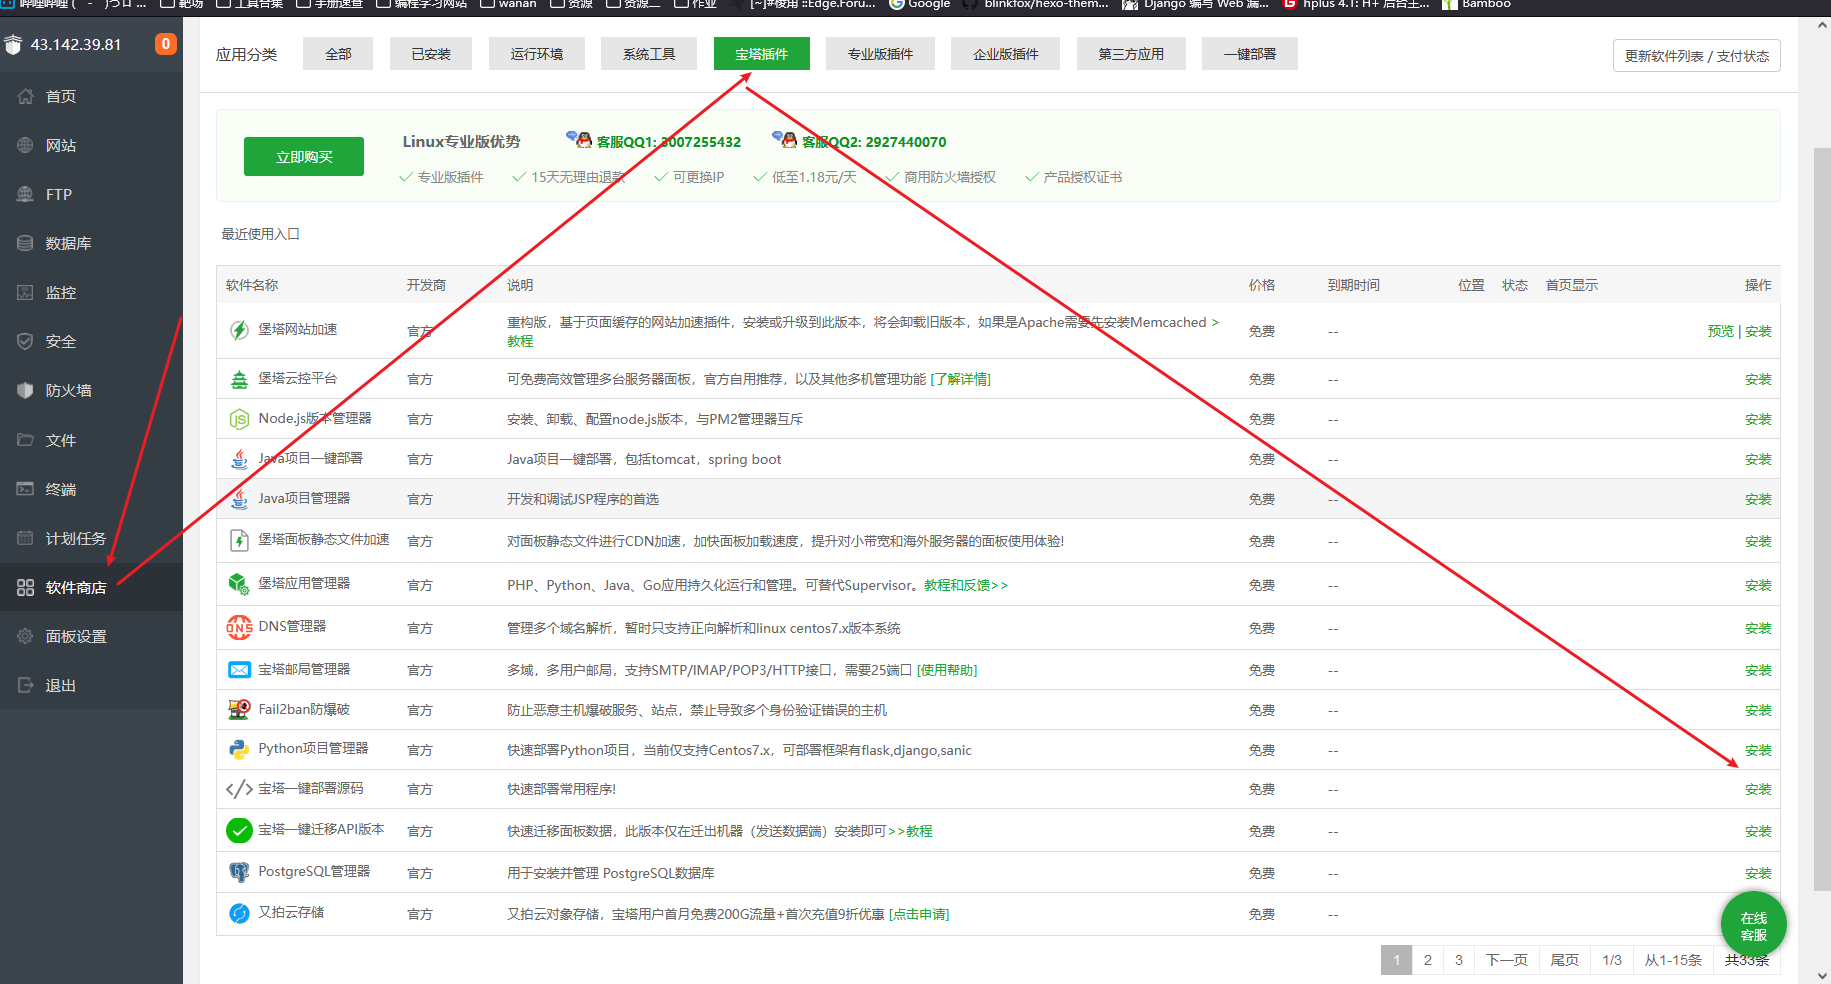 哔哩哔哩 ( ゜- ゜)つロ ...
靶场
工具合集
手册速查
编程学习网站
wanan
资源
资源二
作业
[~]#棱角 ::Edge.Foru...
Google
blinkfox/hexo-them...
Django 编写 Web 漏...
hplus 4.1: H+ 后台主...
Bamboo
43.142.39.81
0
首页
网站
FTP
数据库
监控
安全
防火墙
文件
终端
计划任务
软件商店
面板设置
退出
应用分类
全部
已安装
运行环境
系统工具
宝塔插件
专业版插件
企业版插件
第三方应用
一键部署
更新软件列表 / 支付状态
立即购买
Linux专业版优势
客服QQ1: 3007255432
客服QQ2: 2927440070
专业版插件
15天无理由退款
可更换IP
低至1.18元/天
商用防火墙授权
产品授权证书
最近使用入口
软件名称 开发商 说明 价格 到期时间 位置 状态 首页显示 操作
堡塔网站加速 官方 重构版，基于页面缓存的网站加速插件，安装或升级到此版本，将会卸载旧版本，如果是Apache需要先安装Memcached >
教程 免费 -- 预览 | 安装
堡塔云控平台 官方 可免费高效管理多台服务器面板，官方自用推荐，以及其他多机管理功能 [了解详情] 免费 -- 安装
Node.js版本管理器 官方 安装、卸载、配置node.js版本，与PM2管理器互斥 免费 -- 安装
Java项目一键部署 官方 Java项目一键部署，包括tomcat，spring boot 免费 -- 安装
Java项目管理器 官方 开发和调试JSP程序的首选 免费 -- 安装
堡塔面板静态文件加速 官方 对面板静态文件进行CDN加速，加快面板加载速度，提升对小带宽和海外服务器的面板使用体验! 免费 -- 安装
堡塔应用管理器 官方 PHP、Python、Java、Go应用持久化运行和管理。可替代Supervisor。教程和反馈>> 免费 -- 安装
DNS
DNS管理器 官方 管理多个域名解析，暂时只支持正向解析和linux centos7.x版本系统 免费 -- 安装
宝塔邮局管理器 官方 多域，多用户邮局，支持SMTP/IMAP/POP3/HTTP接口，需要25端口 [使用帮助] 免费 -- 安装
Fail2ban防爆破 官方 防止恶意主机爆破服务、站点，禁止导致多个身份验证错误的主机 免费 -- 安装
Python项目管理器 官方 快速部署Python项目，当前仅支持Centos7.x，可部署框架有flask,django,sanic 免费 -- 安装
宝塔一键部署源码 官方 快速部署常用程序! 免费 -- 安装
宝塔一键迁移API版本 官方 快速迁移面板数据，此版本仅在迁出机器（发送数据端）安装即可>>教程 免费 -- 安装
PostgreSQL管理器 官方 用于安装并管理 PostgreSQL数据库 免费 -- 安装
又拍云存储 官方 又拍云对象存储，宝塔用户首月免费200G流量+首次充值9折优惠 [点击申请] 免费 --
在线
客服
1 2 3 下一页 尾页 1/3 从1-15条 共33条